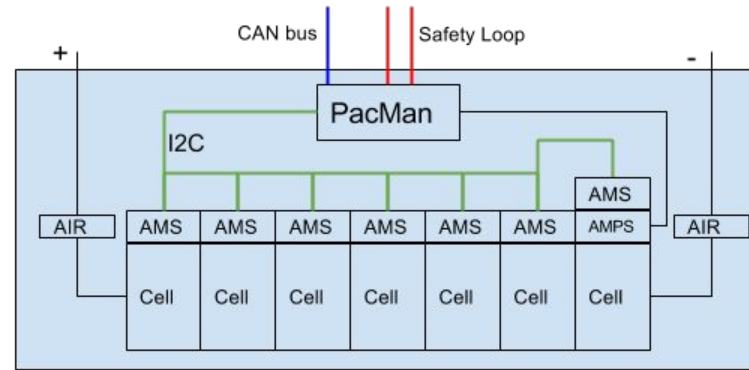 CAN bus
Safety Loop
+
-
PacMan
I2C
AMS
AIR
AMS
AMS
AMS
AMS
AMS
AMS
AMPS
AIR
Cell
Cell
Cell
Cell
Cell
Cell
Cell